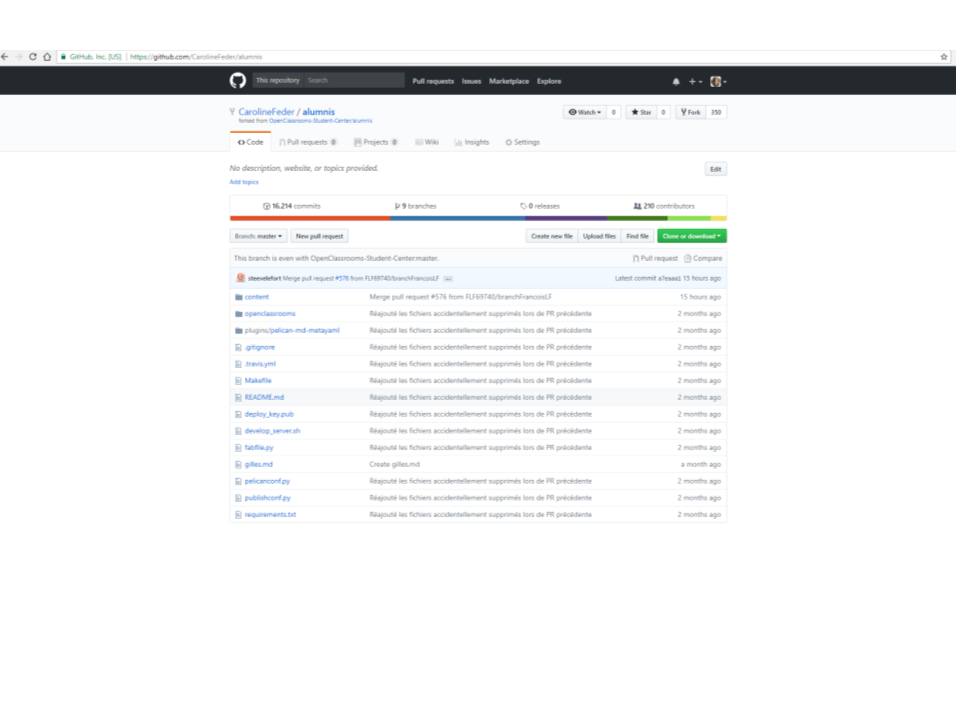 GitHub, Inc. [US] | https://github.com/CarolineFeder/alumnis
This repository Search Pull requests Issues Marketplace Explore
CarolineFeder / alumnis Watch 0 Star 0 Fork 350
forked from OpenClassrooms-Student-Center/alumnis
Code Pull requests 0 Projects 0 Wiki Insights Settings
No description, website, or topics provided. Edit
Add topics
16,214 commits 9 branches 0 releases 210 contributors
Branch: master New pull request Create new file Upload files Find file Clone or download
This branch is even with OpenClassrooms-Student-Center:master. Pull request Compare
steevelefort Merge pull request #576 from FLF69740/branchFrancoisLF ... Latest commit a7eaaa1 15 hours ago
content Merge pull request #576 from FLF69740/branchFrancoisLF 15 hours ago
openclassrooms Réajouté les fichiers accidentellement supprimés lors de PR précédente 2 months ago
plugins/pelican-md-metayaml Réajouté les fichiers accidentellement supprimés lors de PR précédente 2 months ago
.gitignore Réajouté les fichiers accidentellement supprimés lors de PR précédente 2 months ago
.travis.yml Réajouté les fichiers accidentellement supprimés lors de PR précédente 2 months ago
Makefile Réajouté les fichiers accidentellement supprimés lors de PR précédente 2 months ago
README.md Réajouté les fichiers accidentellement supprimés lors de PR précédente 2 months ago
deploy_key.pub Réajouté les fichiers accidentellement supprimés lors de PR précédente 2 months ago
develop_server.sh Réajouté les fichiers accidentellement supprimés lors de PR précédente 2 months ago
fabfile.py Réajouté les fichiers accidentellement supprimés lors de PR précédente 2 months ago
gilles.md Create gilles.md a month ago
pelicanconf.py Réajouté les fichiers accidentellement supprimés lors de PR précédente 2 months ago
publishconf.py Réajouté les fichiers accidentellement supprimés lors de PR précédente 2 months ago
requirements.txt Réajouté les fichiers accidentellement supprimés lors de PR précédente 2 months ago